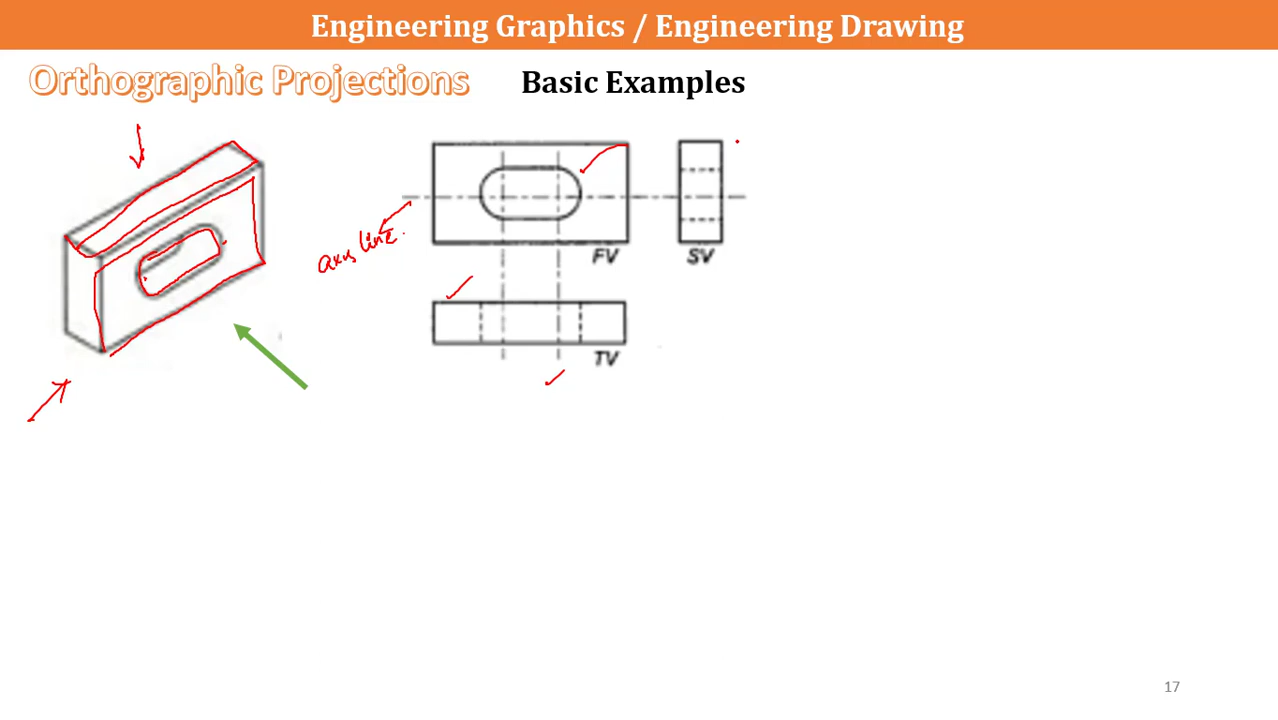 Engineering Graphics / Engineering Drawing
Orthographic Projections
Basic Examples
axis line.
FV
SV
TV
17